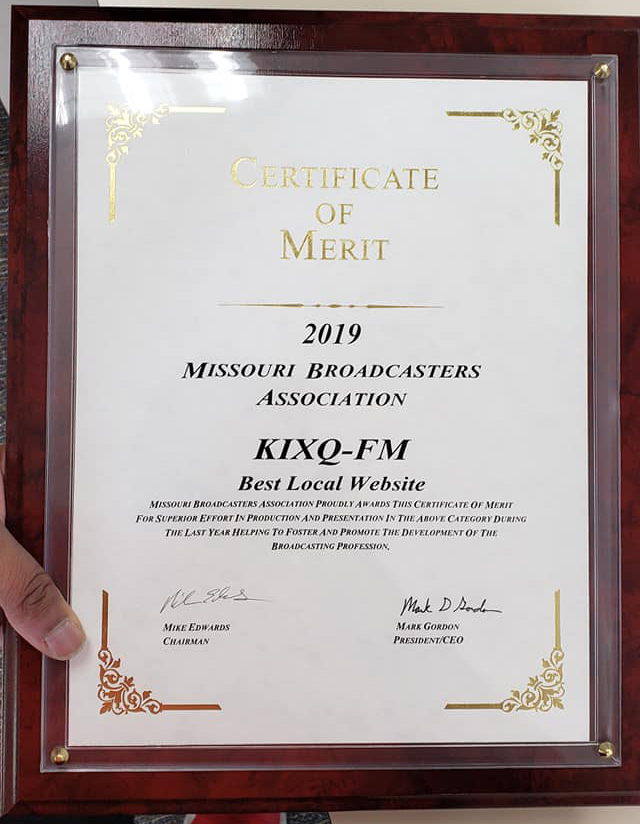 CERTIFICATE
OF
MERIT
2019
MISSOURI BROADCASTERS
ASSOCIATION
KIXQ-FM
Best Local Website
MISSOURI BROADCASTERS ASSOCIATION PROUDLY AWARDS THIS CERTIFICATE OF MERIT
FOR SUPERIOR EFFORT IN PRODUCTION AND PRESENTATION IN THE ABOVE CATEGORY DURING
THE LAST YEAR HELPING TO FOSTER AND PROMOTE THE DEVELOPMENT OF THE
BROADCASTING PROFESSION.
Mark D Gordon
MIKE EDWARDS
CHAIRMAN
MARK GORDON
PRESIDENT/CEO